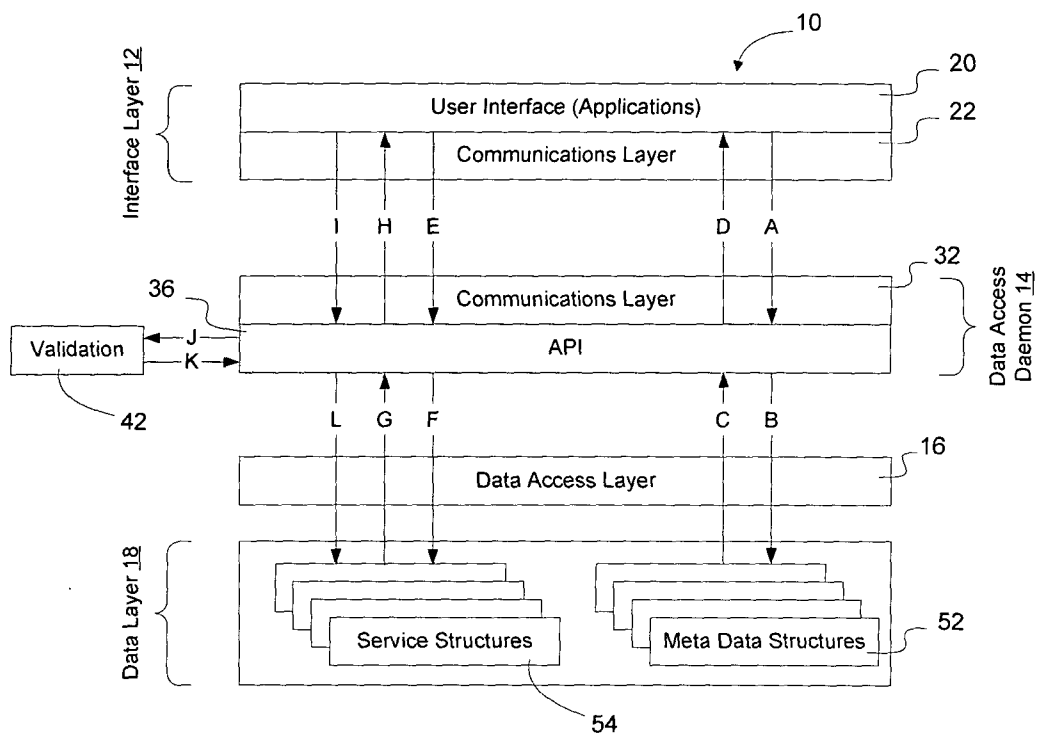 10
Interface Layer 12
User Interface (Applications)
20
Communications Layer
22
I H E D A
36
Communications Layer
32
Data Access
Daemon 14
Validation
J
K
API
42
L G F C B
Data Access Layer
16
Data Layer 18
Service Structures
Meta Data Structures
52
54